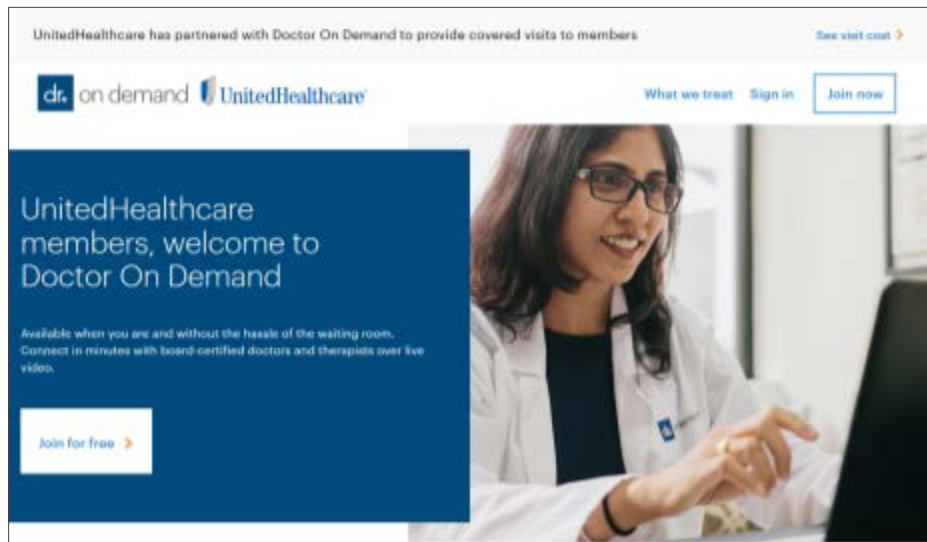 UnitedHealthcare has partnered with Doctor On Demand to provide covered visits to members
See visit cost
dr. on demand UnitedHealthcare
What we treat Sign in Join now
UnitedHealthcare
members, welcome to
Doctor On Demand
Available when you are and without the hassle of the waiting room.
Connect in minutes with board-certified doctors and therapists over live
video.
Join for free
dr.